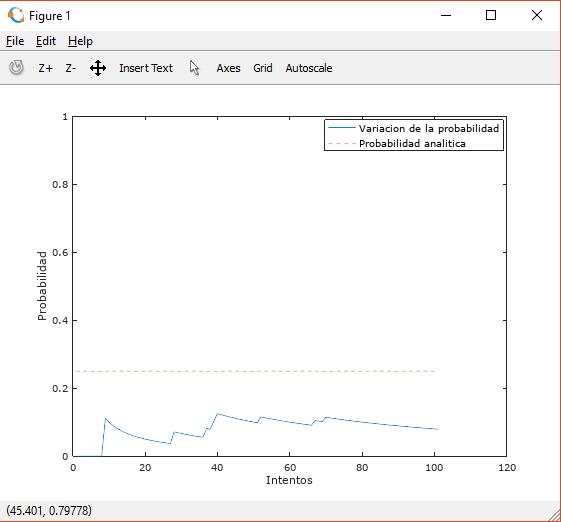 Figure 1
File Edit Help
Z+ Z- Insert Text Axes Grid Autoscale
1
Variacion de la probabilidad
Probabilidad analitica
0.8
0.6
Probabilidad
0.4
0.2
0
0 20 40 60 80 100 120
Intentos
(45.401, 0.79778)